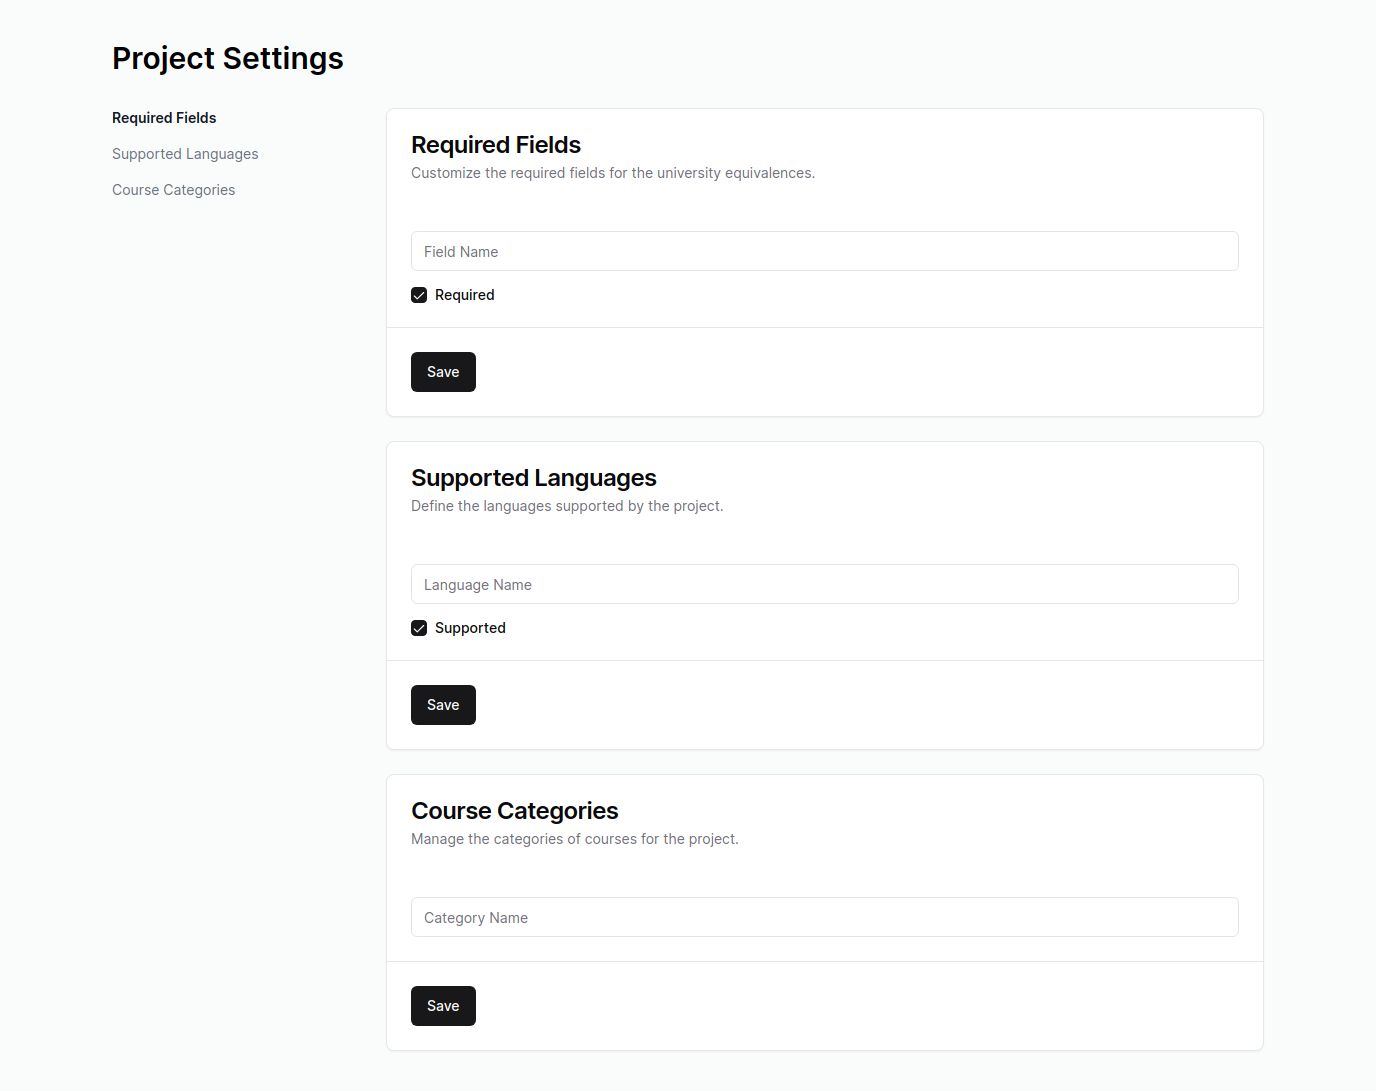 Project Settings
Required Fields
Supported Languages
Course Categories
Required Fields
Customize the required fields for the university equivalences.
Field Name
Required
Save
Supported Languages
Define the languages supported by the project.
Language Name
Supported
Save
Course Categories
Manage the categories of courses for the project.
Category Name
Save